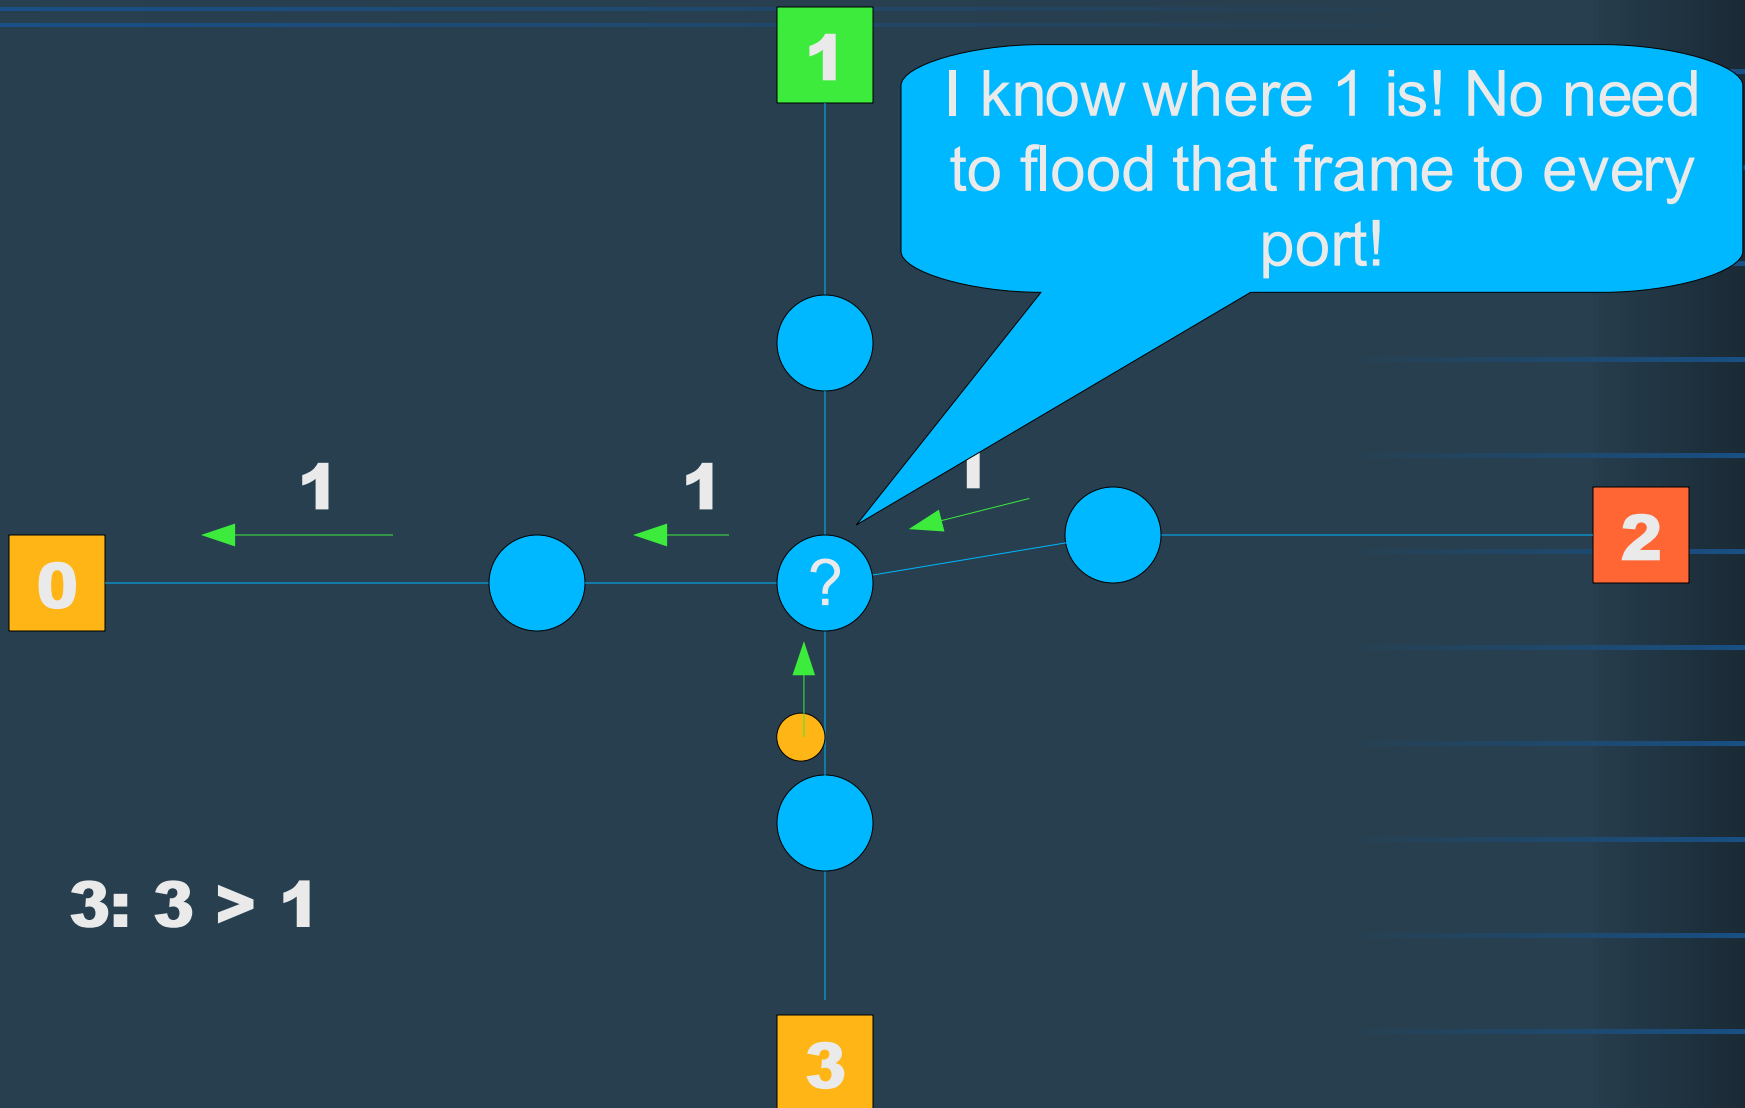 1
I know where 1 is! No need
to flood that frame to every
port!
1
1
1
0
?
2
3: 3 > 1
3